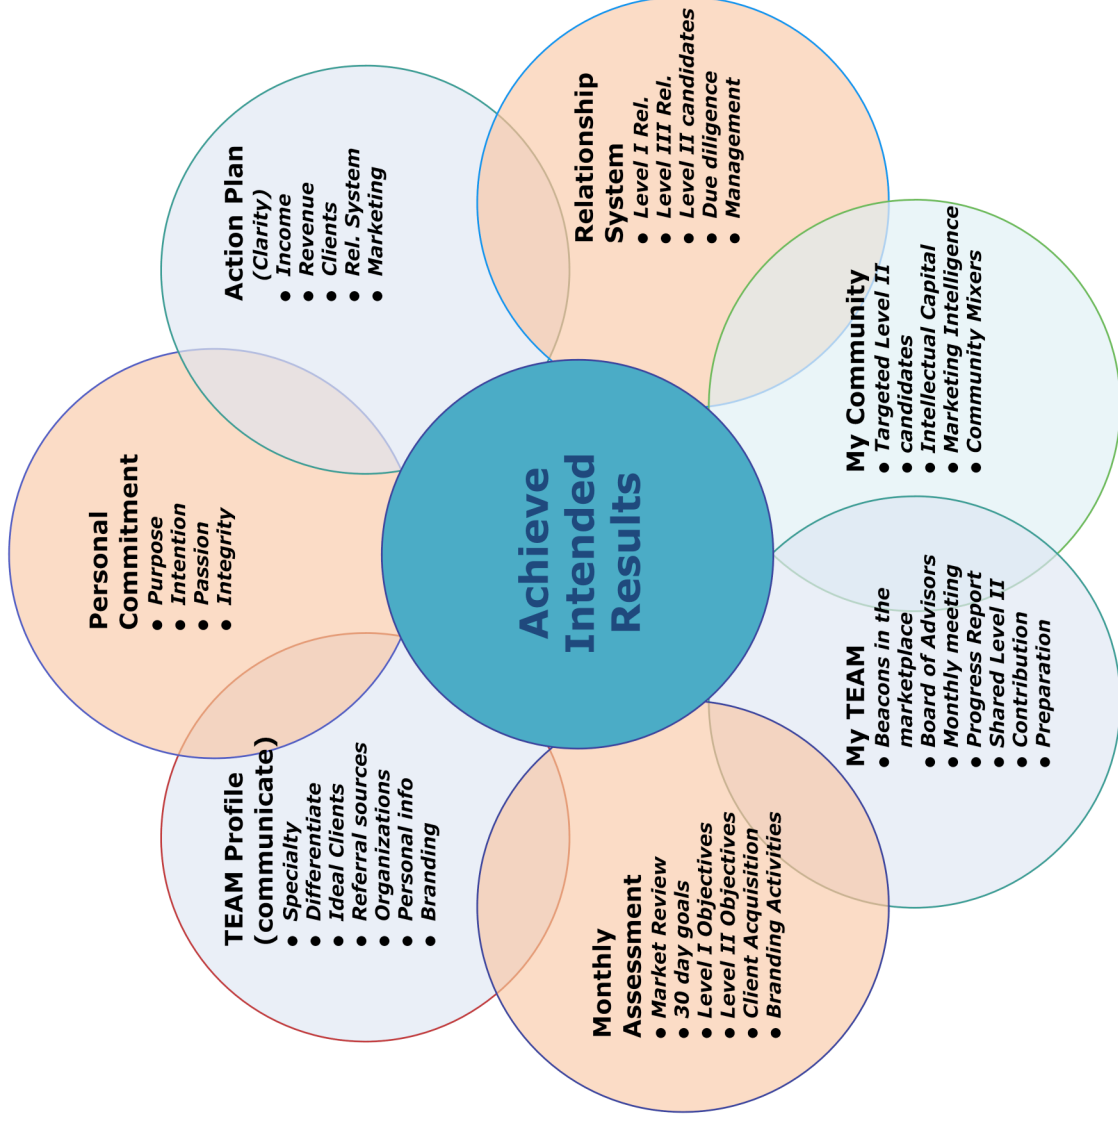 Personal
Commitment
• Purpose
• Intention
• Passion
• Integrity
Action Plan
(Clarity)
• Income
• Revenue
• Clients
• Rel. System
• Marketing
Relationship
System
• Level I Rel.
• Level III Rel.
• Level II candidates
• Due diligence
• Management
My Community
• Targeted Level II
• candidates
• Intellectual Capital
• Marketing Intelligence
• Community Mixers
My TEAM
• Beacons in the
marketplace
• Board of Advisors
• Monthly meeting
• Progress Report
• Shared Level II
• Contribution
• Preparation
Monthly
Assessment
• Market Review
• 30 day goals
• Level I Objectives
• Level II Objectives
• Client Acquisition
• Branding Activities
TEAM Profile
(communicate)
• Specialty
• Differentiate
• Ideal Clients
• Referral sources
• Organizations
• Personal info
• Branding
Achieve
Intended
Results